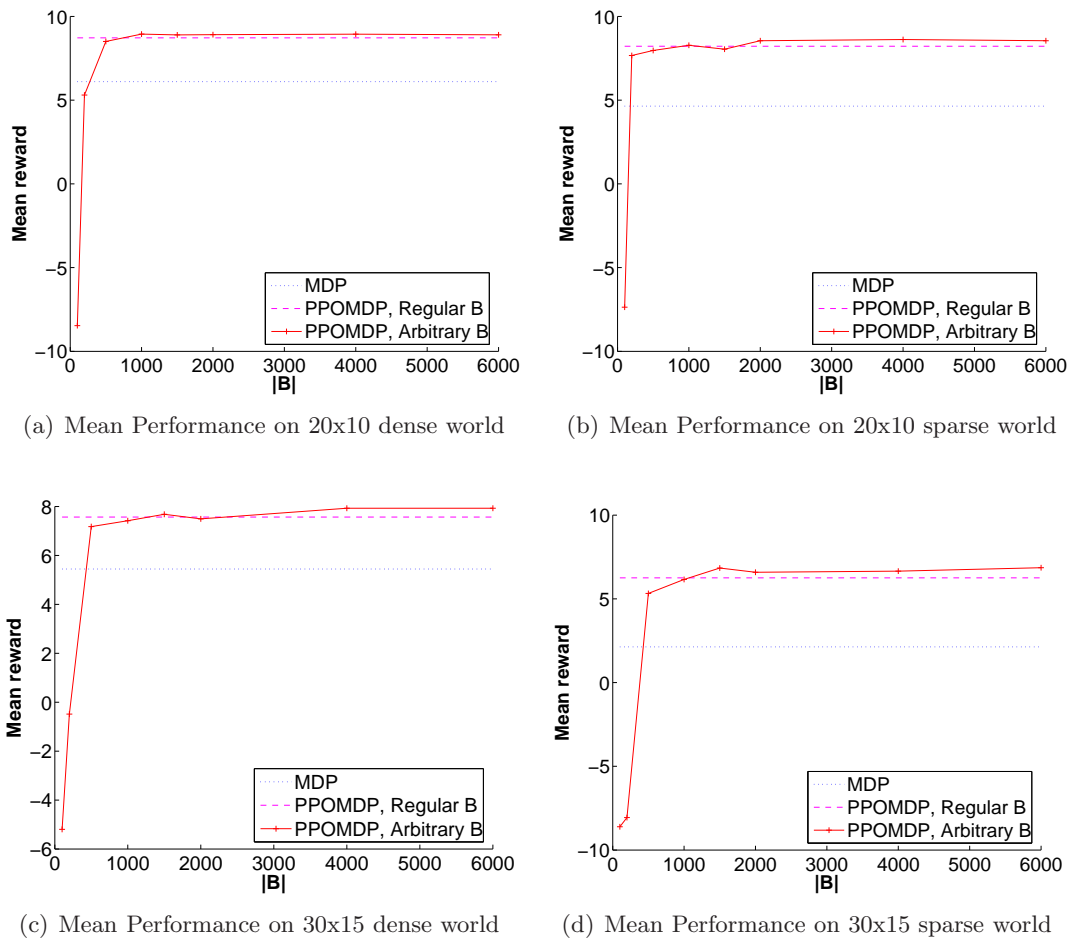 10
5
0
−5
−10
Mean reward
0 1000 2000 3000 4000 5000 6000
|B|
MDP
PPOMDP, Regular B
PPOMDP, Arbitrary B
(a) Mean Performance on 20x10 dense world
10
5
0
−5
−10
Mean reward
0 1000 2000 3000 4000 5000 6000
|B|
MDP
PPOMDP, Regular B
PPOMDP, Arbitrary B
(b) Mean Performance on 20x10 sparse world
8
6
4
2
0
−2
−4
−6
Mean reward
0 1000 2000 3000 4000 5000 6000
|B|
MDP
PPOMDP, Regular B
PPOMDP, Arbitrary B
(c) Mean Performance on 30x15 dense world
10
5
0
−5
−10
Mean reward
0 1000 2000 3000 4000 5000 6000
|B|
MDP
PPOMDP, Regular B
PPOMDP, Arbitrary B
(d) Mean Performance on 30x15 sparse world